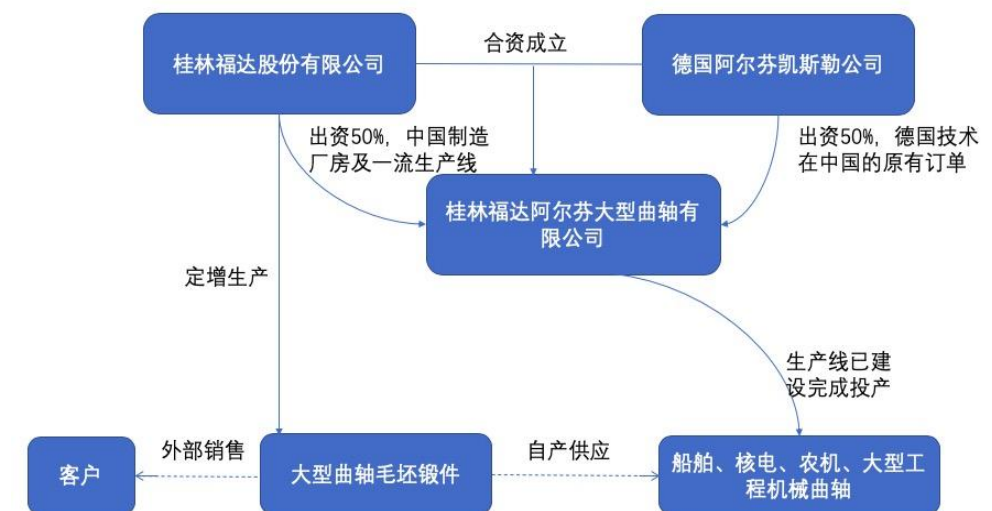 桂林福达股份有限公司
合资成立
德国阿尔芬凯斯勒公司
出资50%，中国制造
厂房及一流生产线
出资50%，德国技术
在中国的原有订单
桂林福达阿尔芬大型曲轴有
限公司
定增生产
生产线已建
设完成投产
客户
外部销售
大型曲轴毛坯锻件
自产供应
船舶、核电、农机、大型工
程机械曲轴